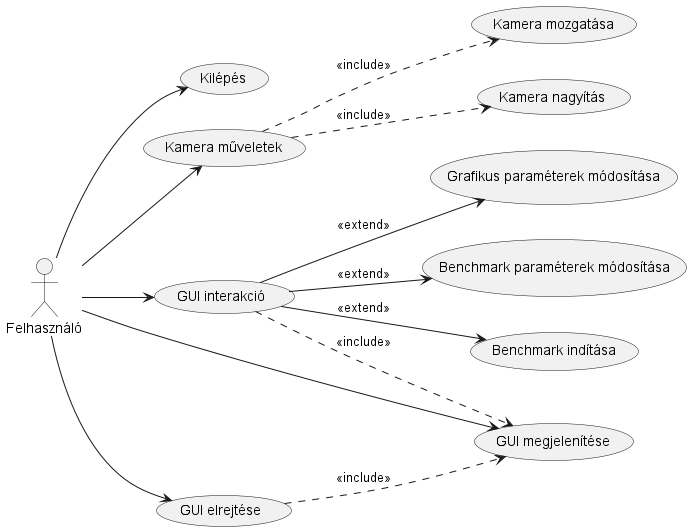 Kamera mozgatása
«include»
Kilépés
Kamera nagyítás
«include»
Kamera műveletek
Grafikus paraméterek módosítása
«extend»
Benchmark paraméterek módosítása
«extend»
GUI interakció
«extend»
Felhasználó
«include»
Benchmark indítása
GUI megjelenítése
«include»
GUI elrejtése